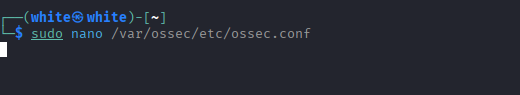 ┌──(white㉿white)-[~]
└─$ sudo nano /var/ossec/etc/ossec.conf